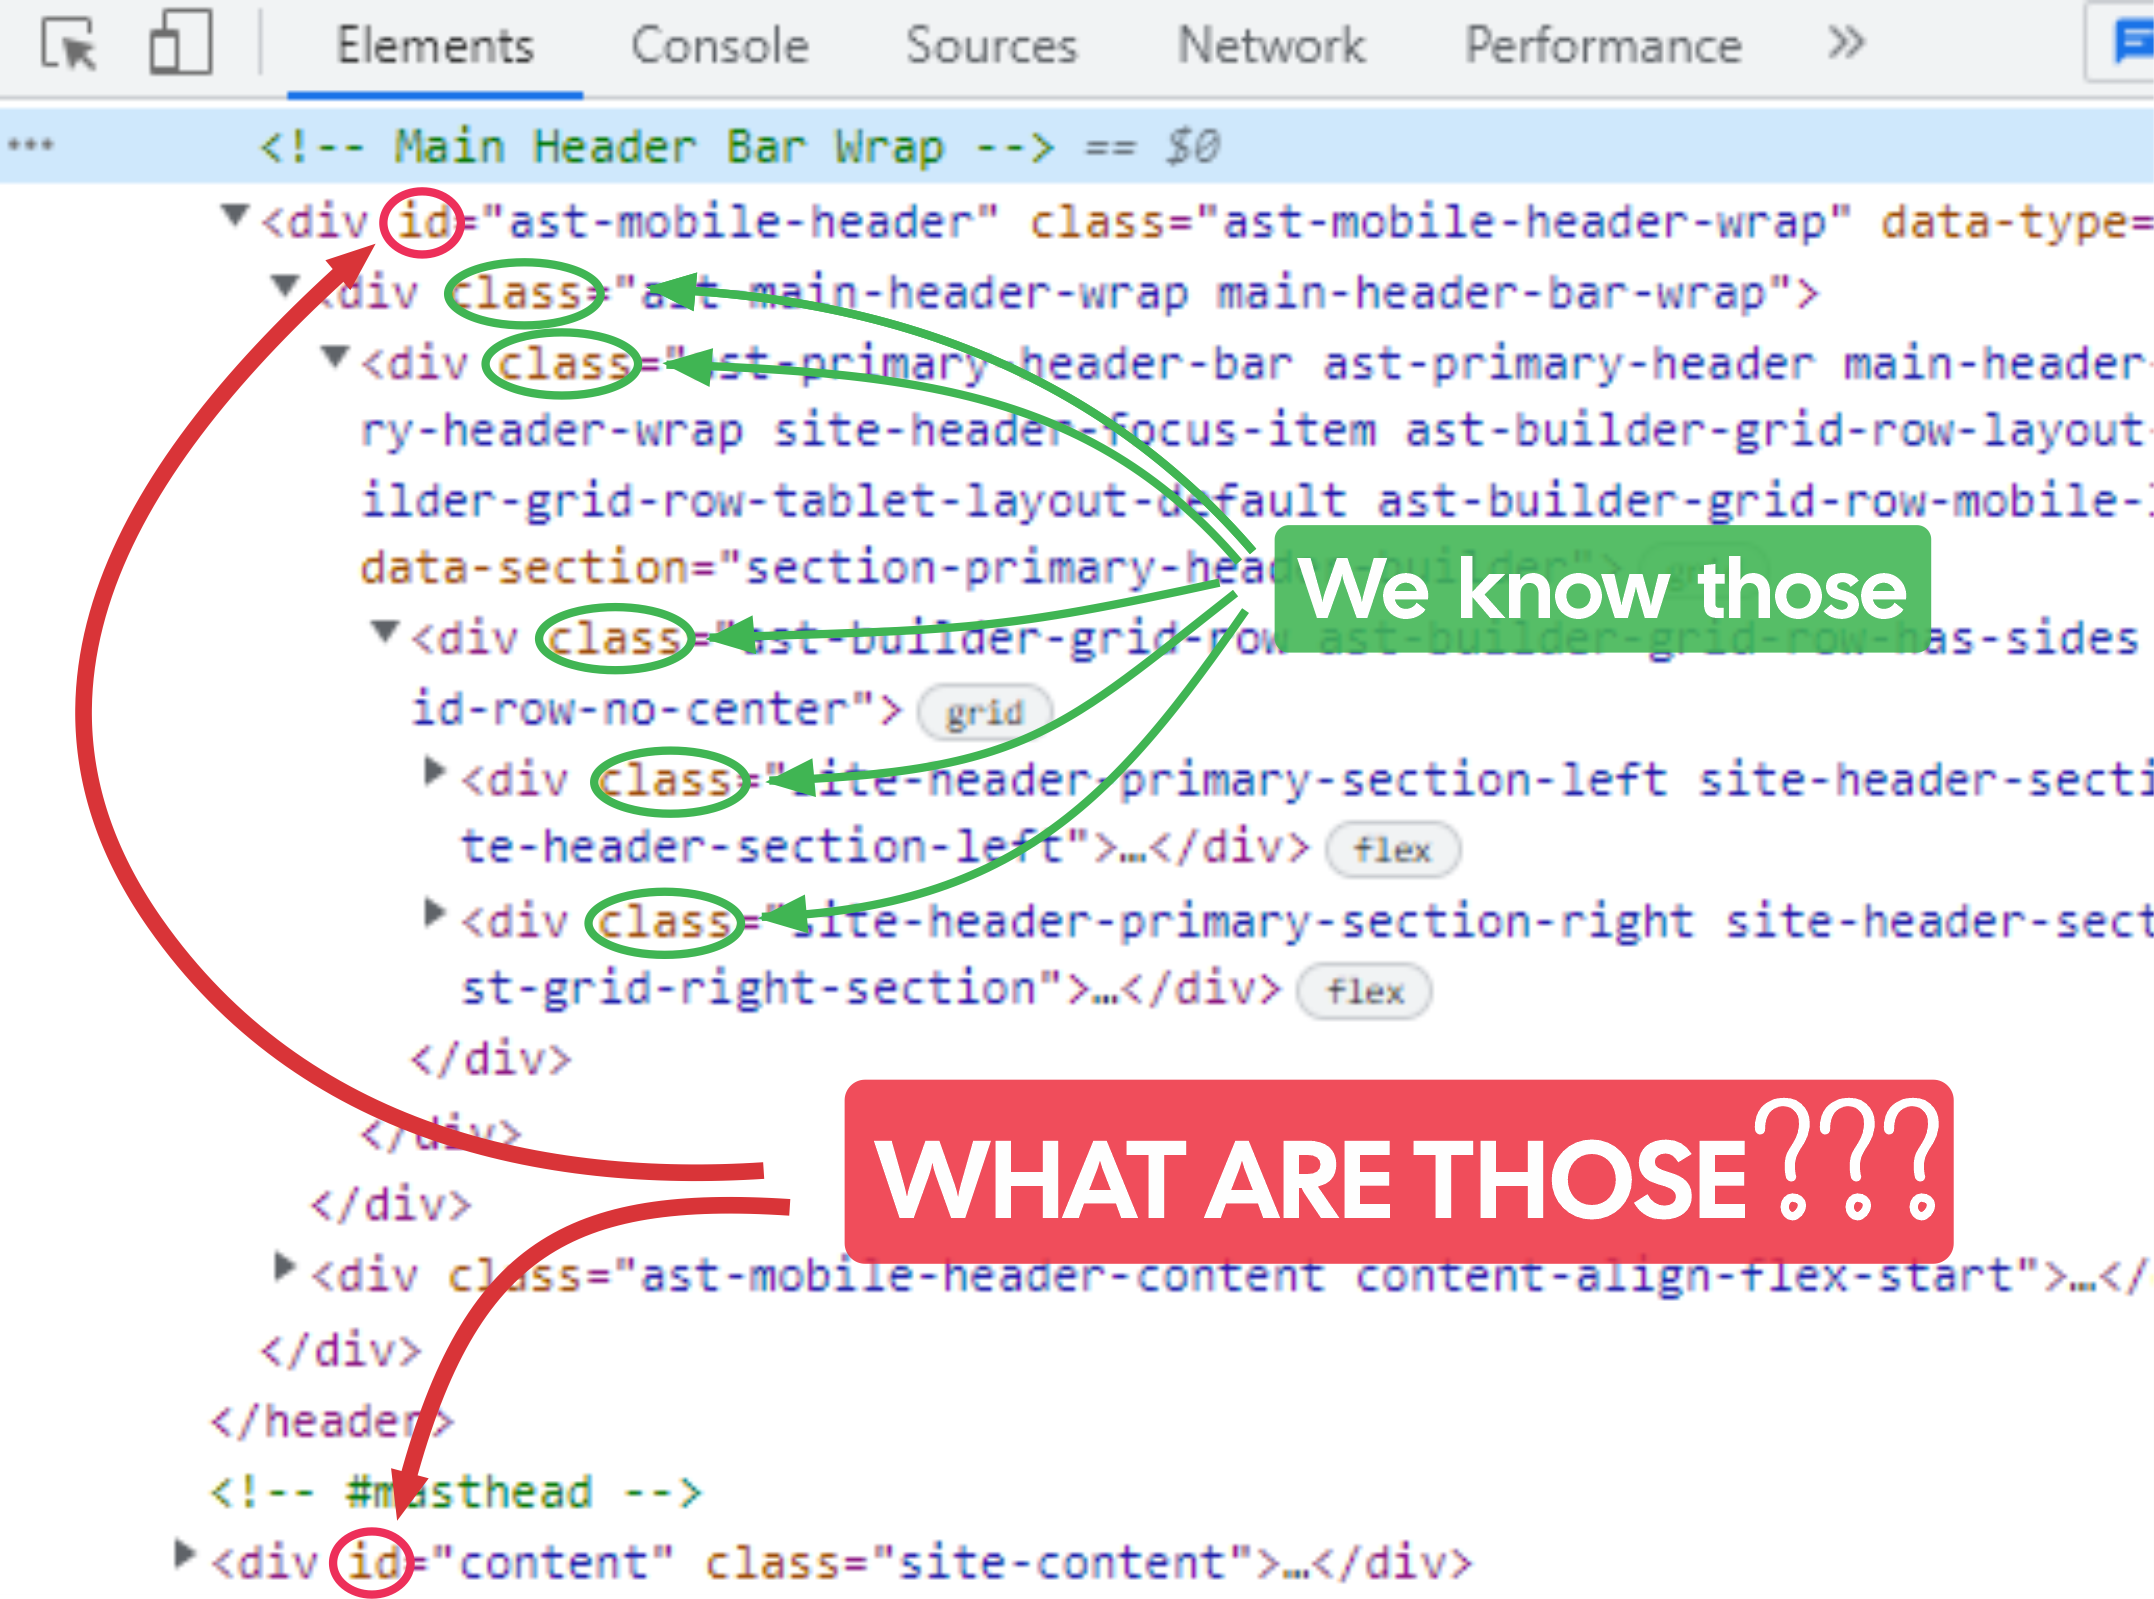 Elements Console Sources Network Performance »
<!-- Main Header Bar Wrap --> == $0
<div id="ast-mobile-header" class="ast-mobile-header-wrap" data-type=
<div class="ast-main-header-wrap main-header-bar-wrap">
<div class="ast-primary-header-bar ast-primary-header main-header-
ry-header-wrap site-header-focus-item ast-builder-grid-row-layout-
ilder-grid-row-tablet-layout-default ast-builder-grid-row-mobile-
data-section="section-primary-header-builder"> grid
We know those
<div class="ast-builder-grid-row ast-builder-grid-row-has-sides
id-row-no-center"> grid
<div class="site-header-primary-section-left site-header-secti
te-header-section-left">…</div> flex
<div class="site-header-primary-section-right site-header-sect
st-grid-right-section">…</div> flex
</div>
</div>
WHAT ARE THOSE???
</div>
<div class="ast-mobile-header-content content-align-flex-start">…</
</div>
</header>
<!-- #masthead -->
<div id="content" class="site-content">…</div>